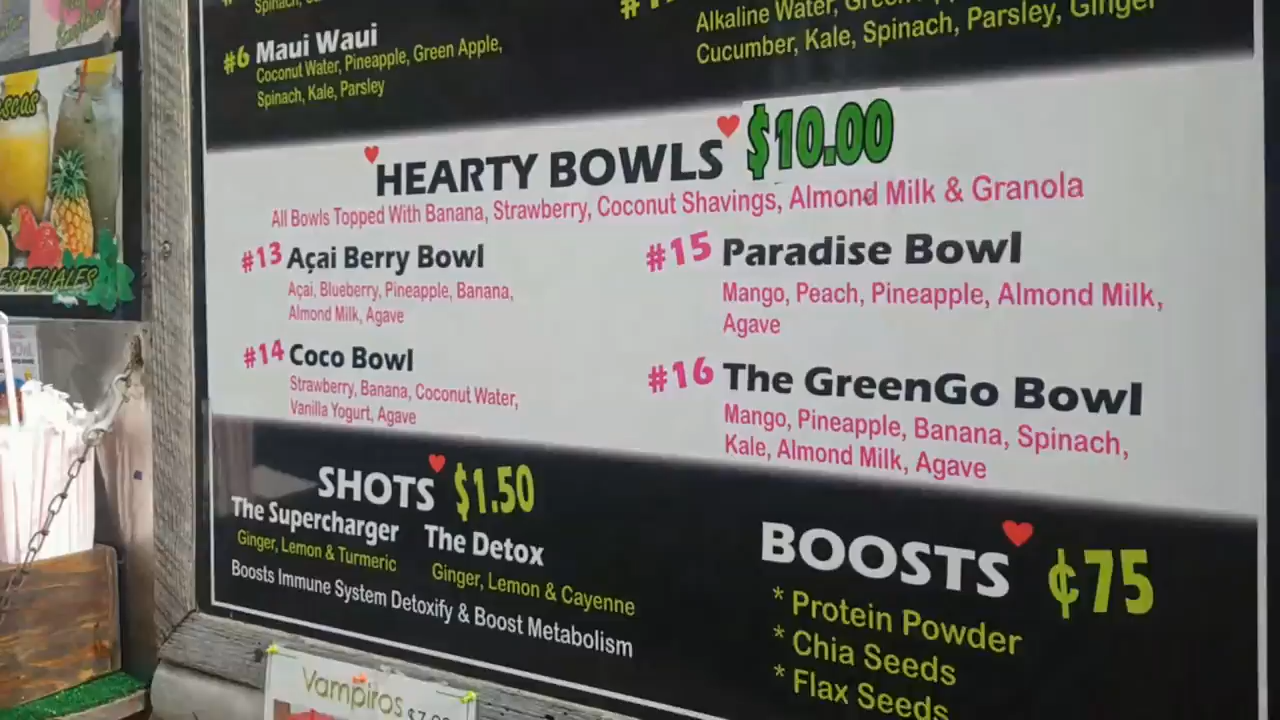 Spinach,
#6 Maui Waui
Coconut Water, Pineapple, Green Apple,
Spinach, Kale, Parsley
Alkaline Water, Green
Cucumber, Kale, Spinach, Parsley, Ginger
HEARTY BOWLS $10.00
All Bowls Topped With Banana, Strawberry, Coconut Shavings, Almond Milk & Granola
#13 Açai Berry Bowl
Açai, Blueberry, Pineapple, Banana,
Almond Milk, Agave
#14 Coco Bowl
Strawberry, Banana, Coconut Water,
Vanilla Yogurt, Agave
#15 Paradise Bowl
Mango, Peach, Pineapple, Almond Milk,
Agave
#16 The GreenGo Bowl
Mango, Pineapple, Banana, Spinach,
Kale, Almond Milk, Agave
SHOTS $1.50
The Supercharger
Ginger, Lemon & Turmeric
The Detox
Ginger, Lemon & Cayenne
Boosts Immune System Detoxify & Boost Metabolism
BOOSTS ¢75
* Protein Powder
* Chia Seeds
* Flax Seeds
ESPECIALES
Vampiros